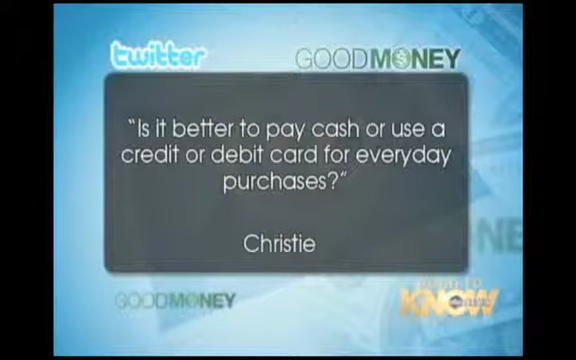 twitter
GOODMONEY
“Is it better to pay cash or use a
credit or debit card for everyday
purchases?”
Christie
GOODMONEY
KNOW